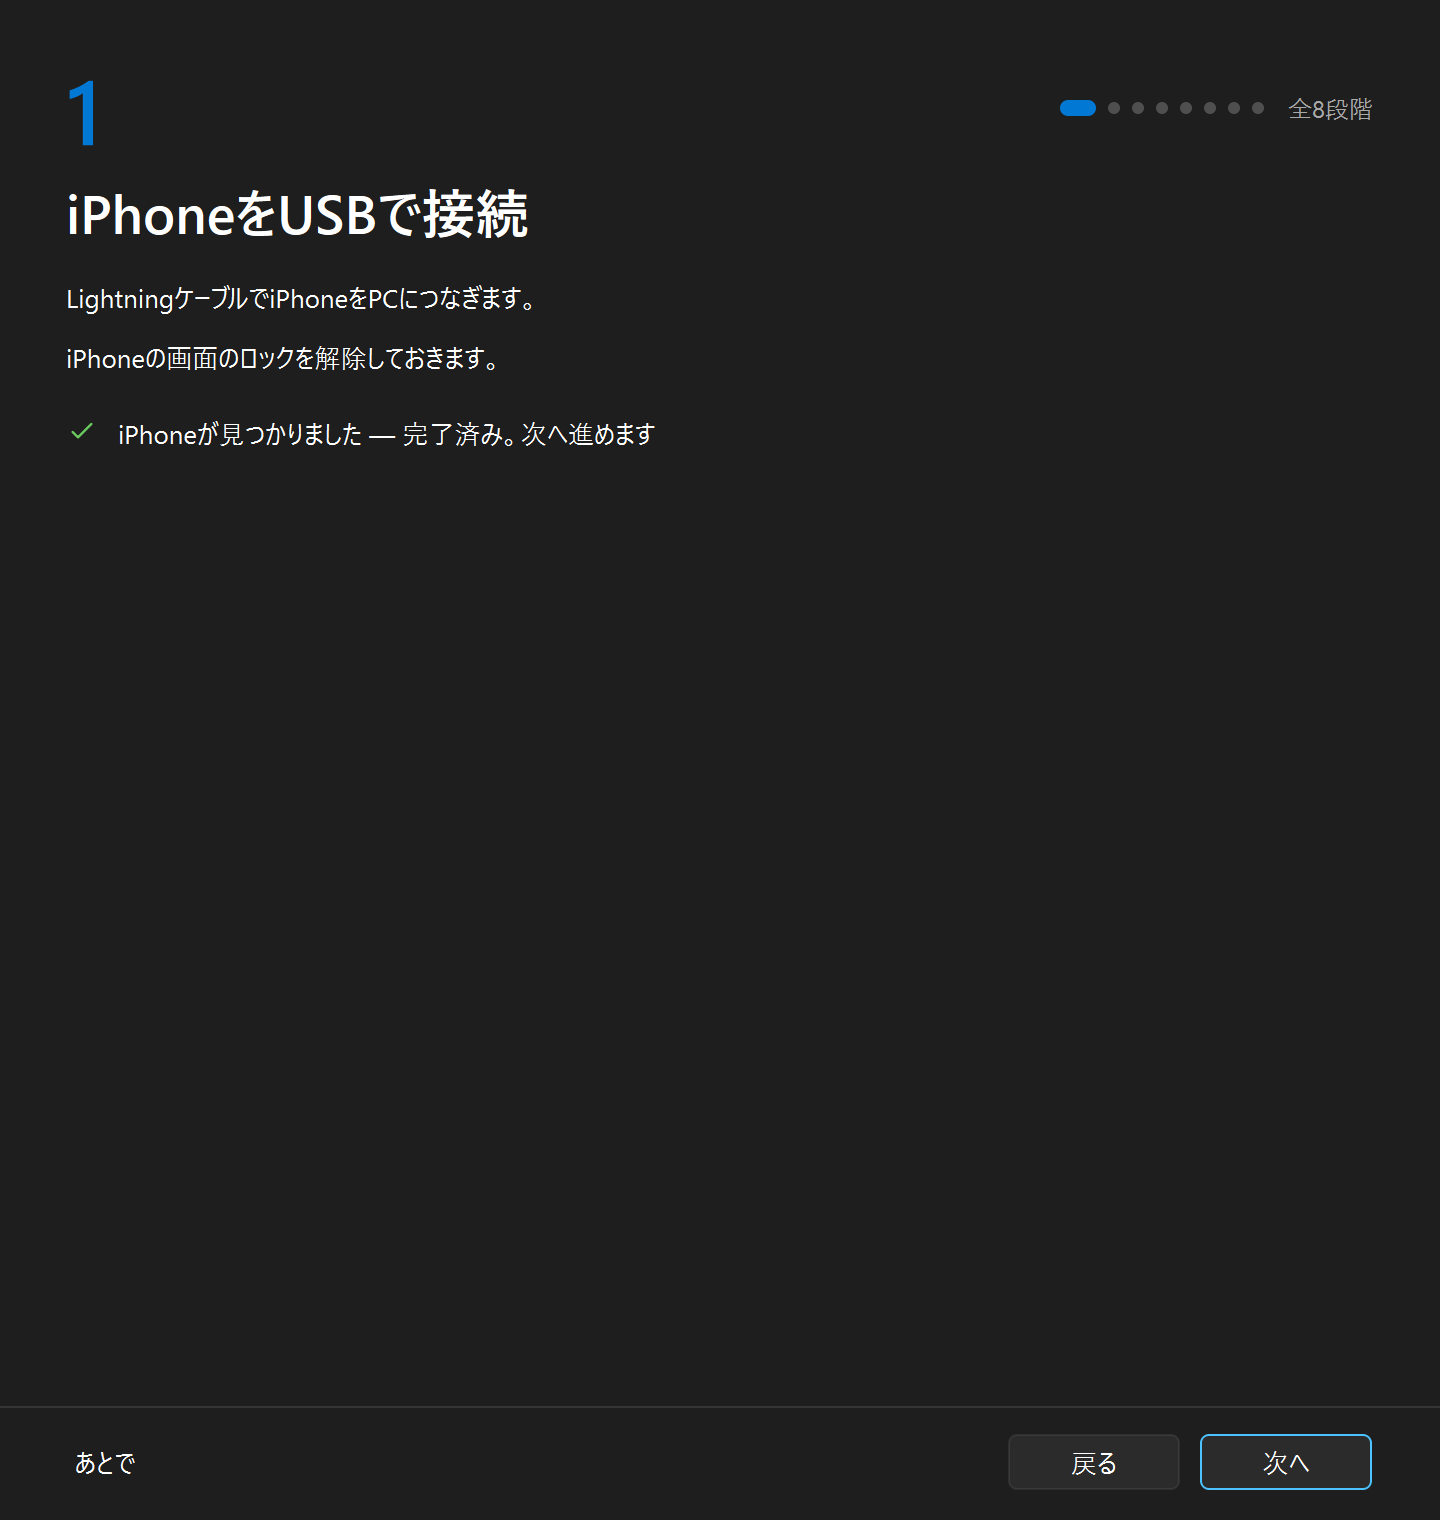 1
全8段階
iPhoneをUSBで接続
LightningケーブルでiPhoneをPCにつなぎます。
iPhoneの画面のロックを解除しておきます。
iPhoneが見つかりました — 完了済み。次へ進めます
あとで
戻る
次へ